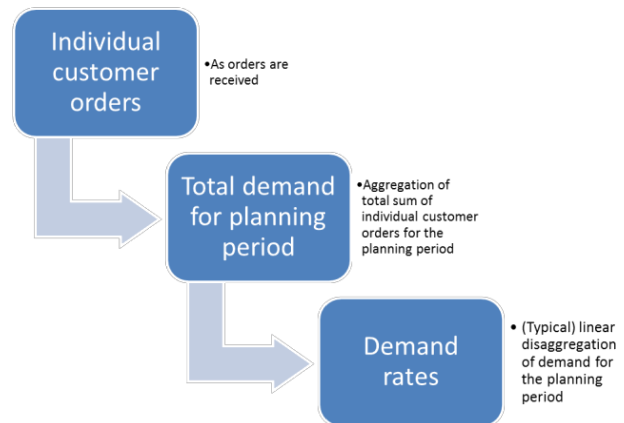 Individual
customer
orders
•As orders are
received
Total demand
for planning
period
•Aggregation of
total sum of
individual customer
orders for the
planning period
Demand
rates
• (Typical) linear
disaggregation
of demand for
the planning
period